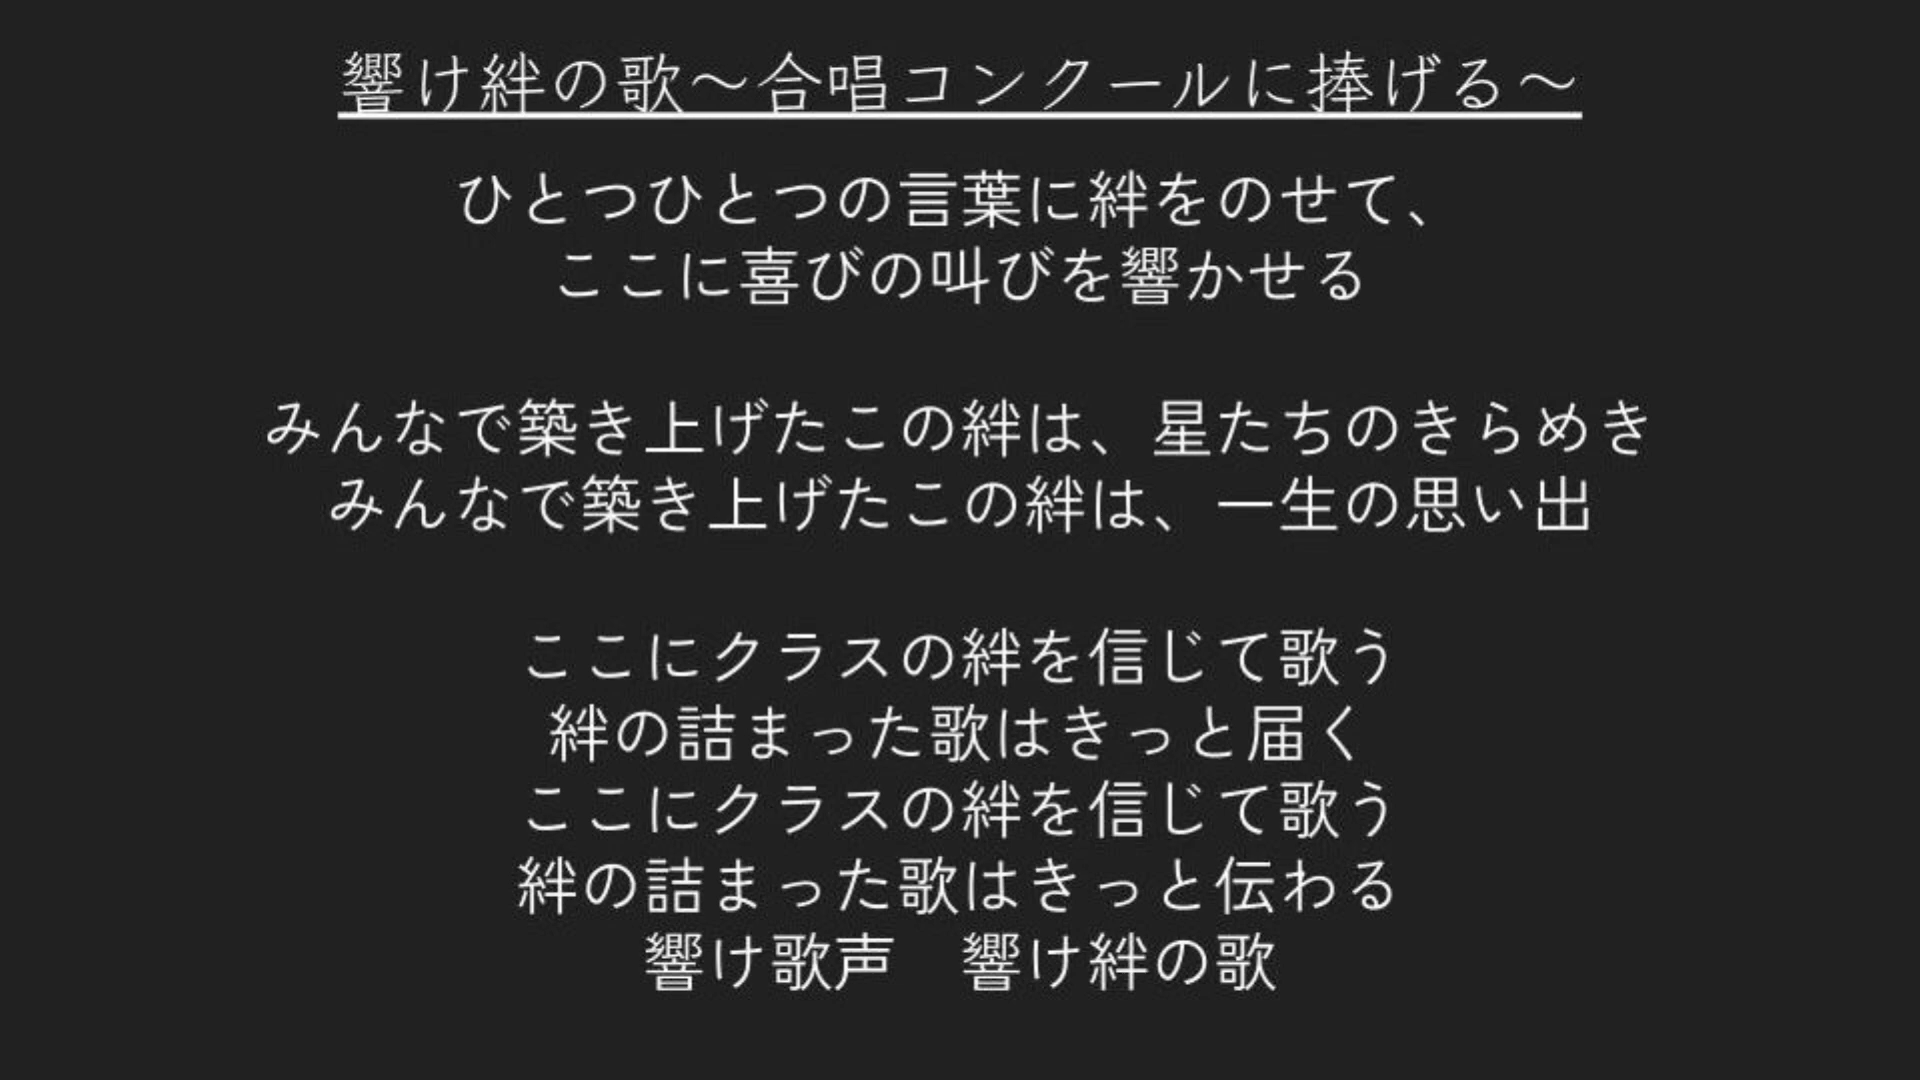 響け絆の歌～合唱コンクールに捧げる～
ひとつひとつの言葉に絆をのせて、
ここに喜びの叫びを響かせる
みんなで築き上げたこの絆は、星たちのきらめき
みんなで築き上げたこの絆は、一生の思い出
ここにクラスの絆を信じて歌う
絆の詰まった歌はきっと届く
ここにクラスの絆を信じて歌う
絆の詰まった歌はきっと伝わる
響け歌声　響け絆の歌